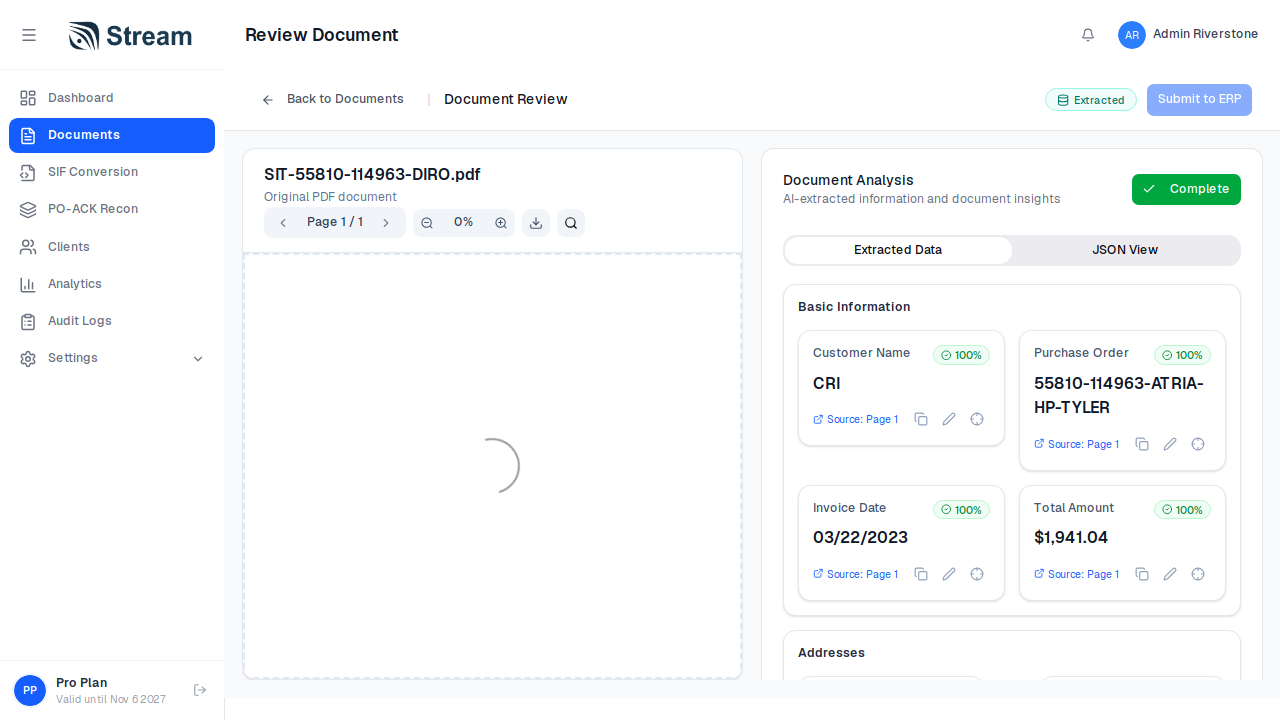 Stream
Review Document
AR
Admin Riverstone
Dashboard
Documents
SIF Conversion
PO-ACK Recon
Clients
Analytics
Audit Logs
Settings
PP
Pro Plan
Valid until Nov 6 2027
Back to Documents
Document Review
Extracted
Submit to ERP
SIT-55810-114963-DIRO.pdf
Original PDF document
Page 1 / 1
0%
Document Analysis
AI-extracted information and document insights
Complete
Extracted Data
JSON View
Basic Information
Customer Name
100%
CRI
Source: Page 1
Purchase Order
100%
55810-114963-ATRIA-
HP-TYLER
Source: Page 1
Invoice Date
100%
03/22/2023
Source: Page 1
Total Amount
100%
$1,941.04
Source: Page 1
Addresses